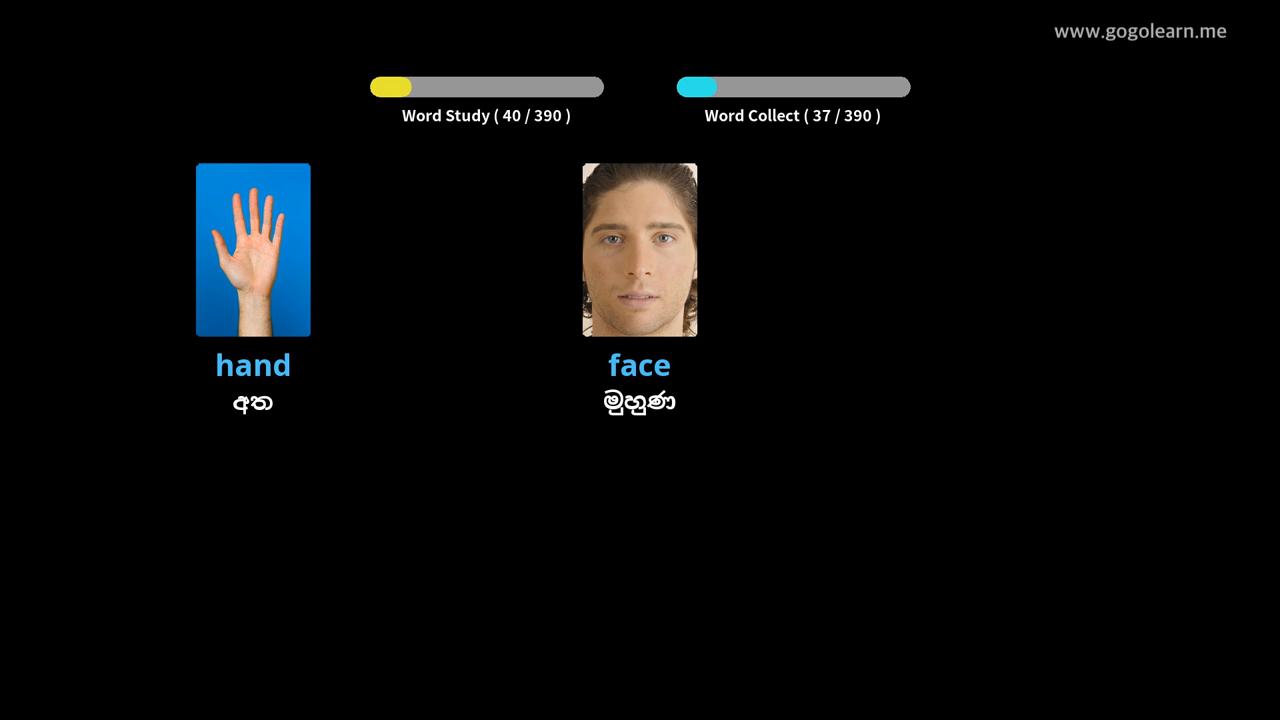 www.gogolearn.me
Word Study ( 40 / 390 )
Word Collect ( 37 / 390 )
hand
අත
face
මුහුණ